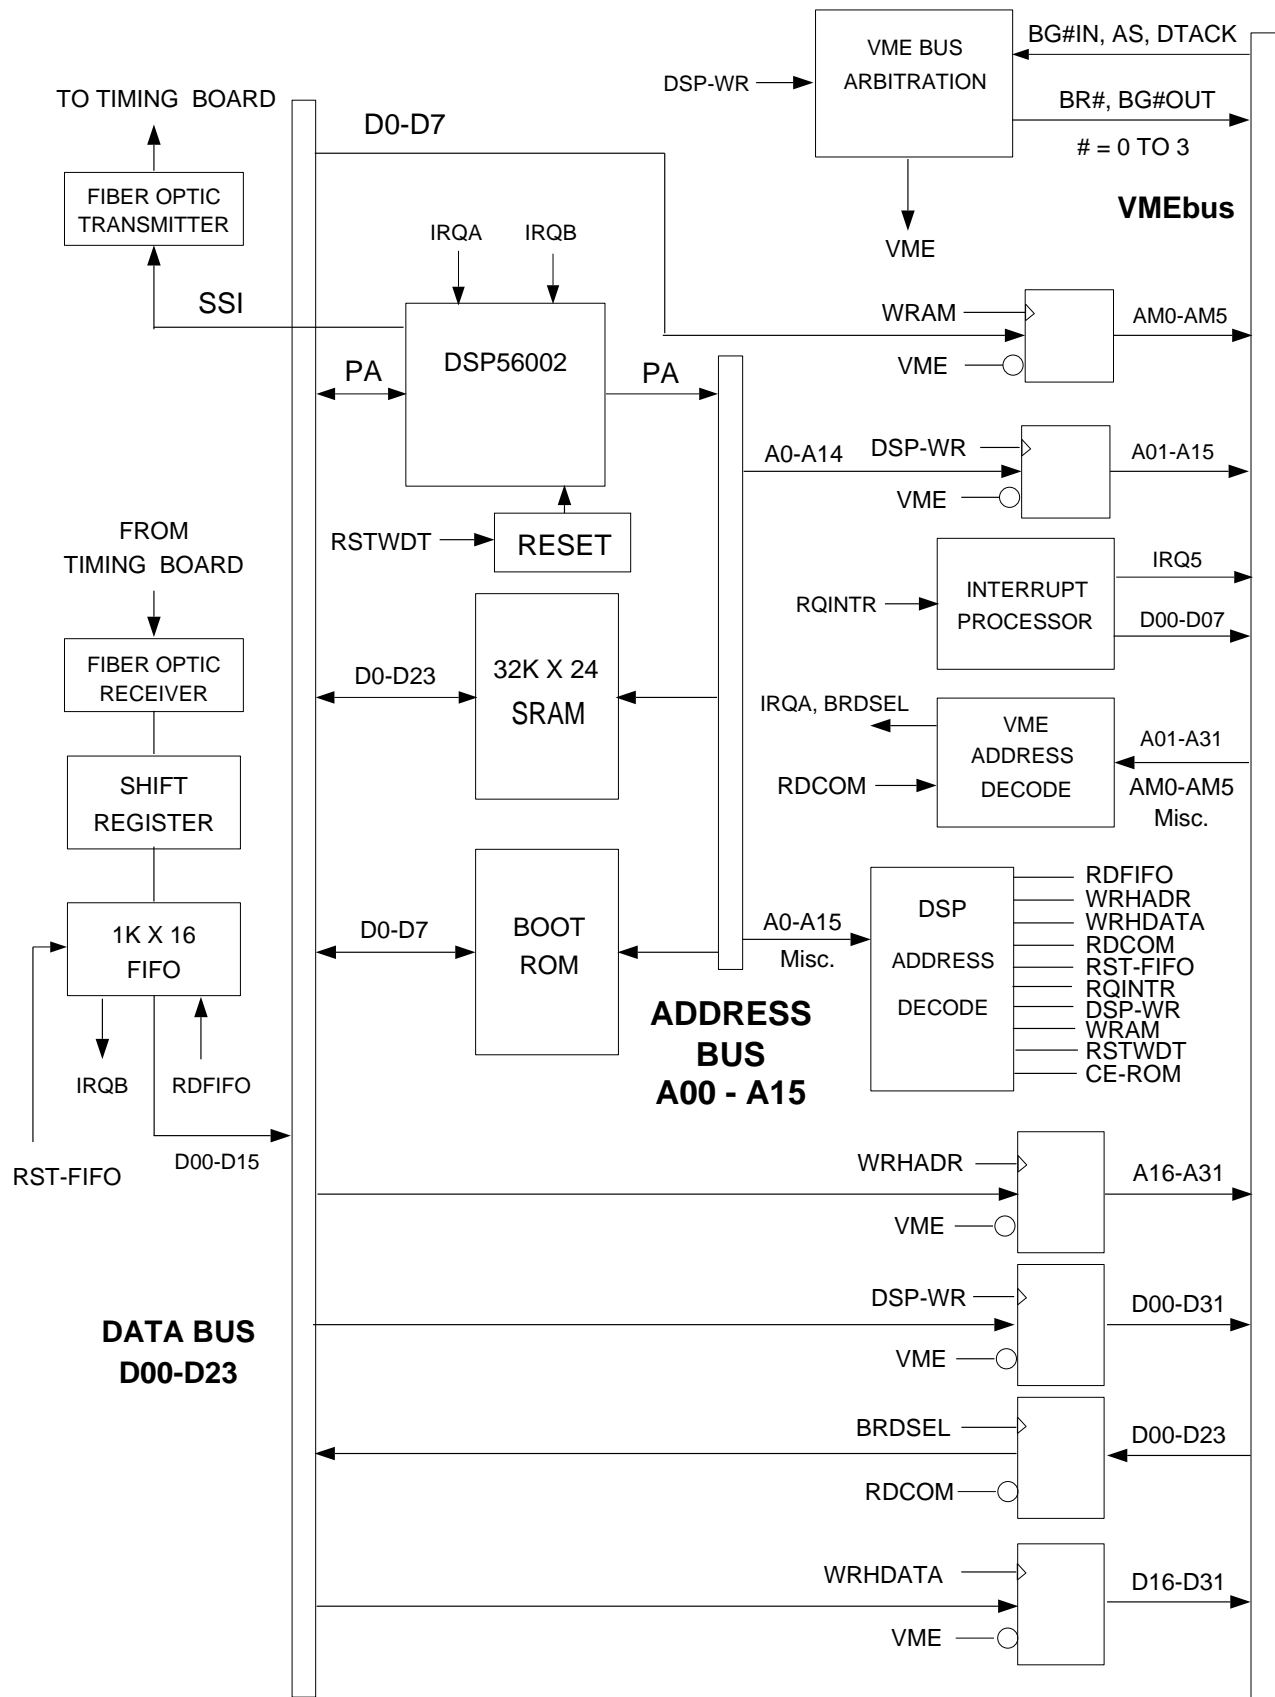 VME BUS
ARBITRATION
DSP-WR
BG#IN, AS, DTACK
BR#, BG#OUT
# = 0 TO 3
VMEbus
VME
TO TIMING BOARD
FIBER OPTIC
TRANSMITTER
SSI
D0-D7
IRQA
IRQB
DSP56002
PA
PA
RSTWDT
RESET
WRAM
VME
AM0-AM5
A0-A14
DSP-WR
VME
A01-A15
FROM
TIMING BOARD
FIBER OPTIC
RECEIVER
SHIFT
REGISTER
1K X 16
FIFO
IRQB
RDFIFO
RST-FIFO
D00-D15
D0-D23
32K X 24
SRAM
D0-D7
BOOT
ROM
RQINTR
INTERRUPT
PROCESSOR
IRQ5
D00-D07
IRQA, BRDSEL
RDCOM
VME
ADDRESS
DECODE
A01-A31
AM0-AM5
Misc.
A0-A15
Misc.
DSP
ADDRESS
DECODE
RDFIFO
WRHADR
WRHDATA
RDCOM
RST-FIFO
RQINTR
DSP-WR
WRAM
RSTWDT
CE-ROM
ADDRESS
BUS
A00 - A15
WRHADR
VME
A16-A31
DATA BUS
D00-D23
DSP-WR
VME
D00-D31
BRDSEL
RDCOM
D00-D23
WRHDATA
VME
D16-D31